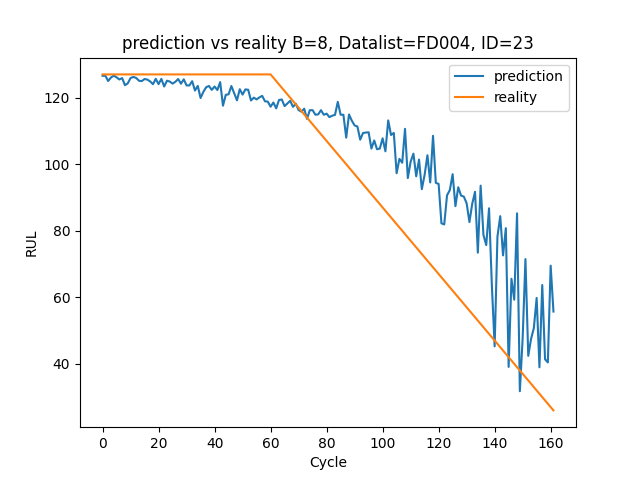 prediction vs reality B=8, Datalist=FD004, ID=23
prediction
reality
RUL
120
100
80
60
40
0 20 40 60 80 100 120 140 160
Cycle